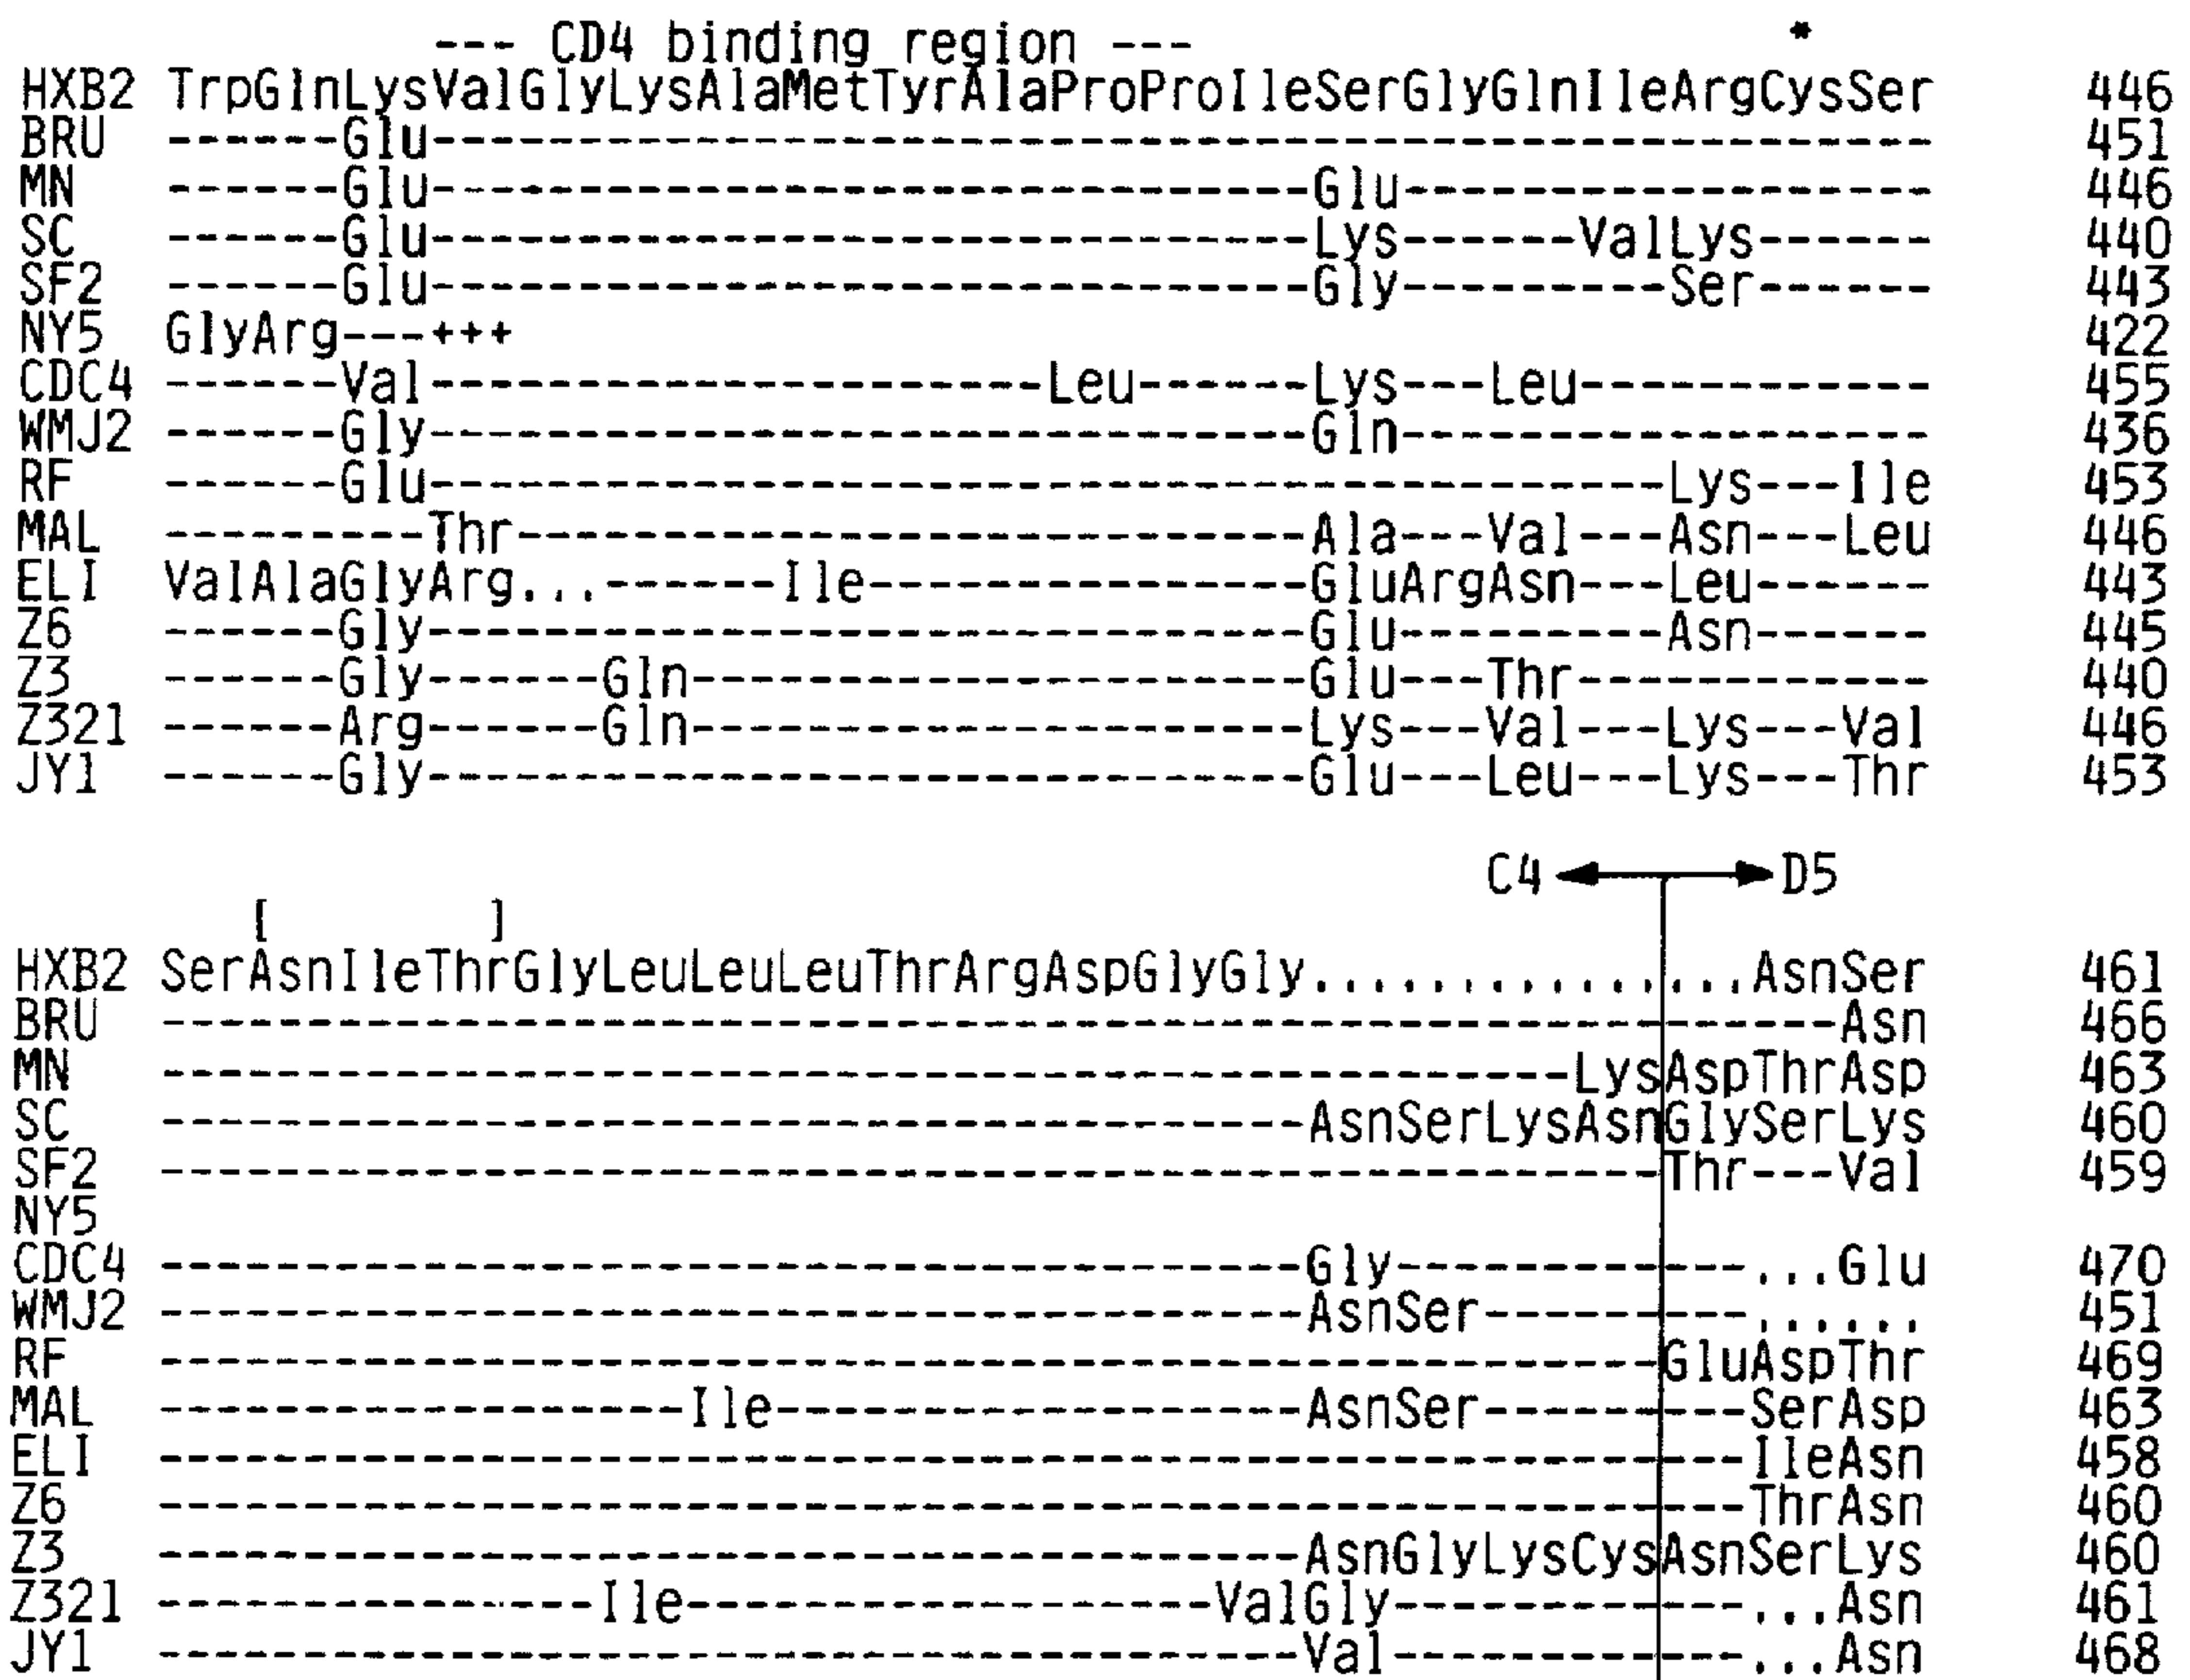 --- CD4 binding region --- *
HXB2 TrpGlnLysValGlyLysAlaMetTyrAlaProProIleSerGlyGlnIleArgCysSer 446
BRU ------Glu--------------------------------------------------- 451
MN ------Glu------------------------------Glu------------------ 446
SC ------Glu------------------------------Lys------ValLys------ 440
SF2 ------Glu------------------------------Gly---------Ser------ 443
NY5 GlyArg---+++ 422
CDC4 ------Val---------------------Leu------Lys---Leu------------ 455
WMJ2 ------Gly------------------------------Gln------------------ 436
RF ------Glu------------------------------------------Lys---Ile 453
MAL ---------Thr---------------------------Ala---Val---Asn---Leu 446
ELI ValAlaGlyArg...------Ile---------------GluArgAsn---Leu------ 443
Z6 ------Gly------------------------------Glu---------Asn------ 445
Z3 ------Gly------Gln---------------------Glu---Thr------------ 440
Z321 ------Arg------Gln---------------------Lys---Val---Lys---Val 446
JY1 ------Gly------------------------------Glu---Leu---Lys---Thr 453
C4 ◄──► D5
[ ]
HXB2 SerAsnIleThrGlyLeuLeuLeuThrArgAspGlyGly...............AsnSer 461
BRU ---------------------------------------------------------Asn 466
MN ------------------------------------------------LysAspThrAsp 463
SC ---------------------------------------AsnSerLysAsnGlySerLys 460
SF2 ---------------------------------------------------Thr---Val 459
NY5
CDC4 ---------------------------------------Gly------------...Glu 470
WMJ2 ---------------------------------------AsnSer---------...... 451
RF ---------------------------------------------------GluAspThr 469
MAL ------------------Ile------------------AsnSer---------SerAsp 463
ELI ------------------------------------------------------IleAsn 458
Z6 ------------------------------------------------------ThrAsn 460
Z3 ---------------------------------------AsnGlyLysCysAsnSerLys 460
Z321 ---------------Ile------------------ValGly------------...Asn 461
JY1 ---------------------------------------Val------------...Asn 468